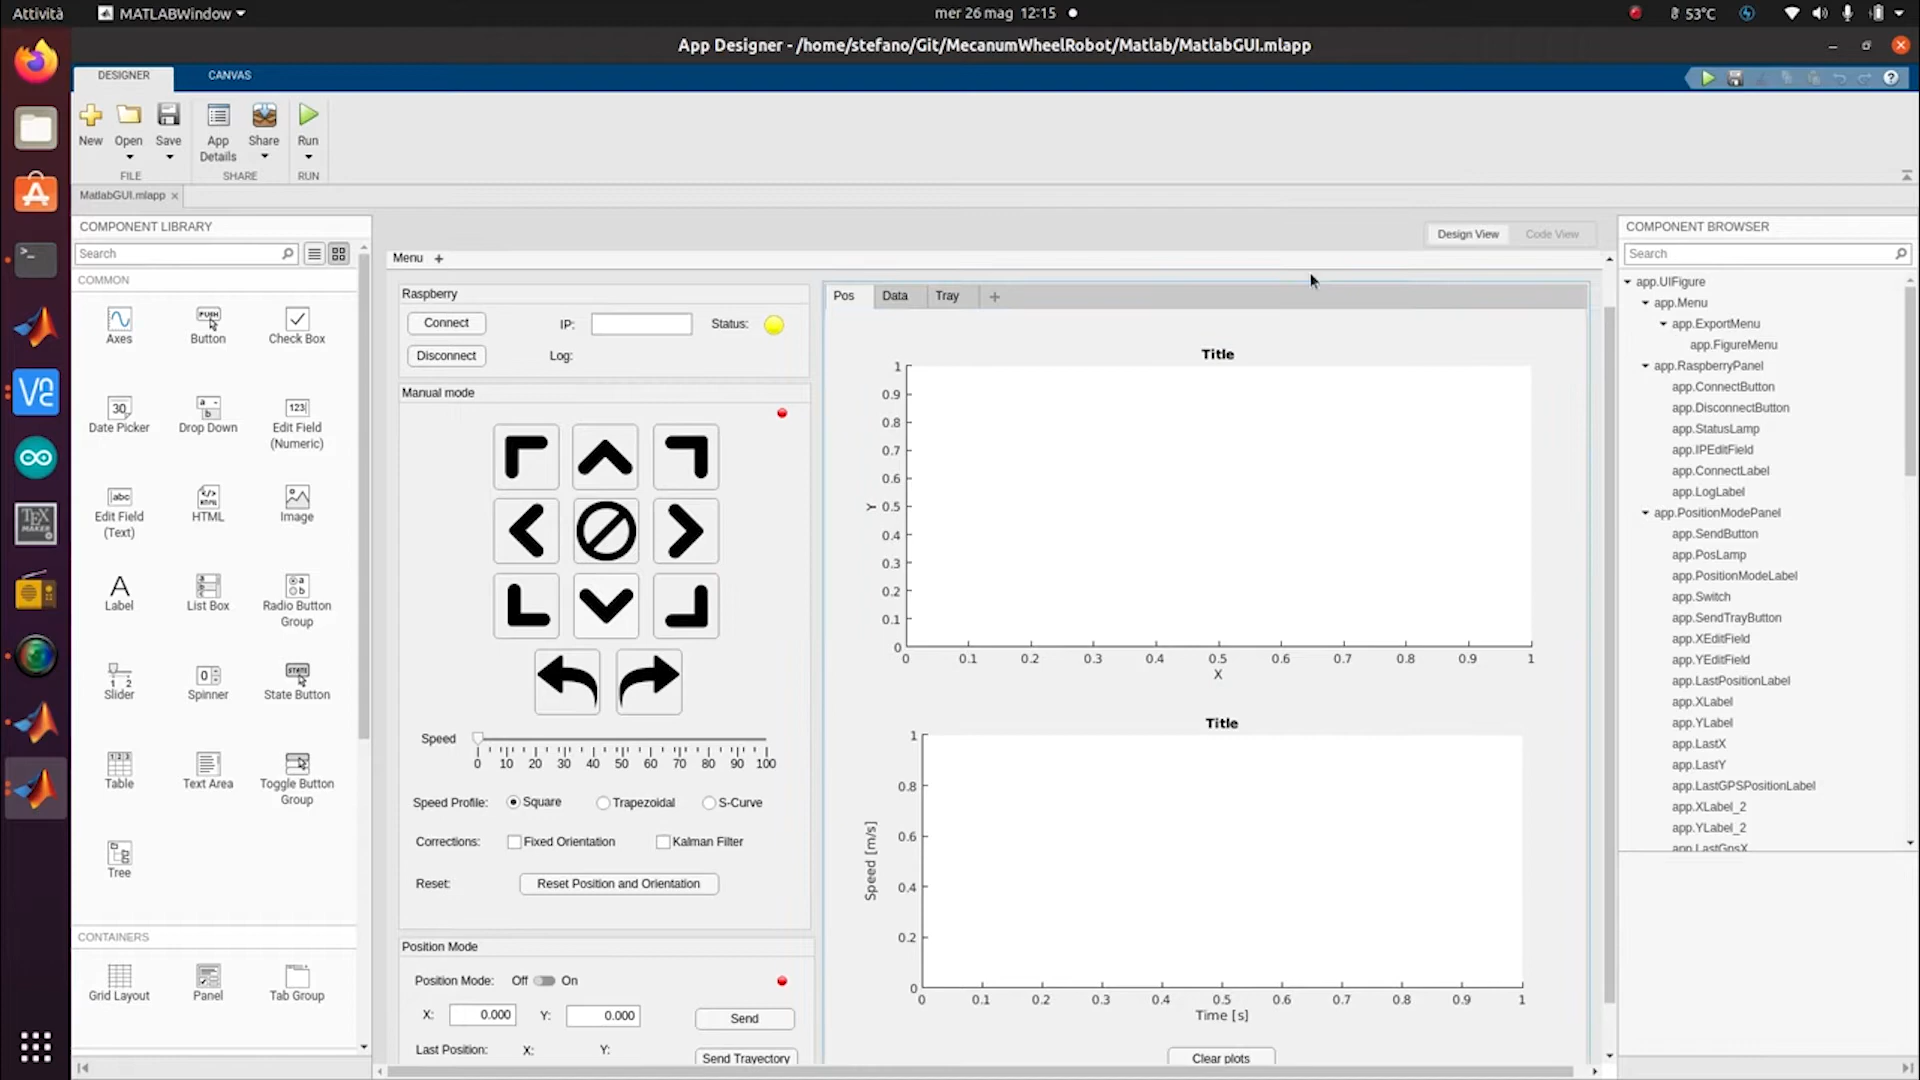 Attività
MATLABWindow
mer 26 mag 12:15
53°C
App Designer - /home/stefano/Git/MecanumWheelRobot/Matlab/MatlabGUI.mlapp
DESIGNER
CANVAS
New
Open
Save
App Details
Share
Run
FILE
SHARE
RUN
MatlabGUI.mlapp
COMPONENT LIBRARY
Search
COMMON
Axes
Button
Check Box
Date Picker
Drop Down
Edit Field (Numeric)
Edit Field (Text)
HTML
Image
Label
List Box
Radio Button Group
Slider
Spinner
State Button
Table
Text Area
Toggle Button Group
Tree
CONTAINERS
Grid Layout
Panel
Tab Group
Design View
Code View
Menu
Raspberry
Connect
IP:
Status:
Disconnect
Log:
Manual mode
Speed
0 10 20 30 40 50 60 70 80 90 100
Speed Profile:
Square
Trapezoidal
S-Curve
Corrections:
Fixed Orientation
Kalman Filter
Reset:
Reset Position and Orientation
Position Mode
Position Mode:
Off
On
X:
0.000
Y:
0.000
Send
Last Position:
X:
Y:
Send Trayectory
Pos
Data
Tray
Title
1
0.9
0.8
0.7
0.6
0.5
0.4
0.3
0.2
0.1
0
Y
0 0.1 0.2 0.3 0.4 0.5 0.6 0.7 0.8 0.9 1
X
Title
1
0.8
0.6
0.4
0.2
0
Speed [m/s]
0 0.1 0.2 0.3 0.4 0.5 0.6 0.7 0.8 0.9 1
Time [s]
Clear plots
COMPONENT BROWSER
Search
app.UIFigure
app.Menu
app.ExportMenu
app.FigureMenu
app.RaspberryPanel
app.ConnectButton
app.DisconnectButton
app.StatusLamp
app.IPEditField
app.ConnectLabel
app.LogLabel
app.PositionModePanel
app.SendButton
app.PosLamp
app.PositionModeLabel
app.Switch
app.SendTrayButton
app.XEditField
app.YEditField
app.LastPositionLabel
app.XLabel
app.YLabel
app.LastX
app.LastY
app.LastGPSPositionLabel
app.XLabel_2
app.YLabel_2
app.LastGpsX